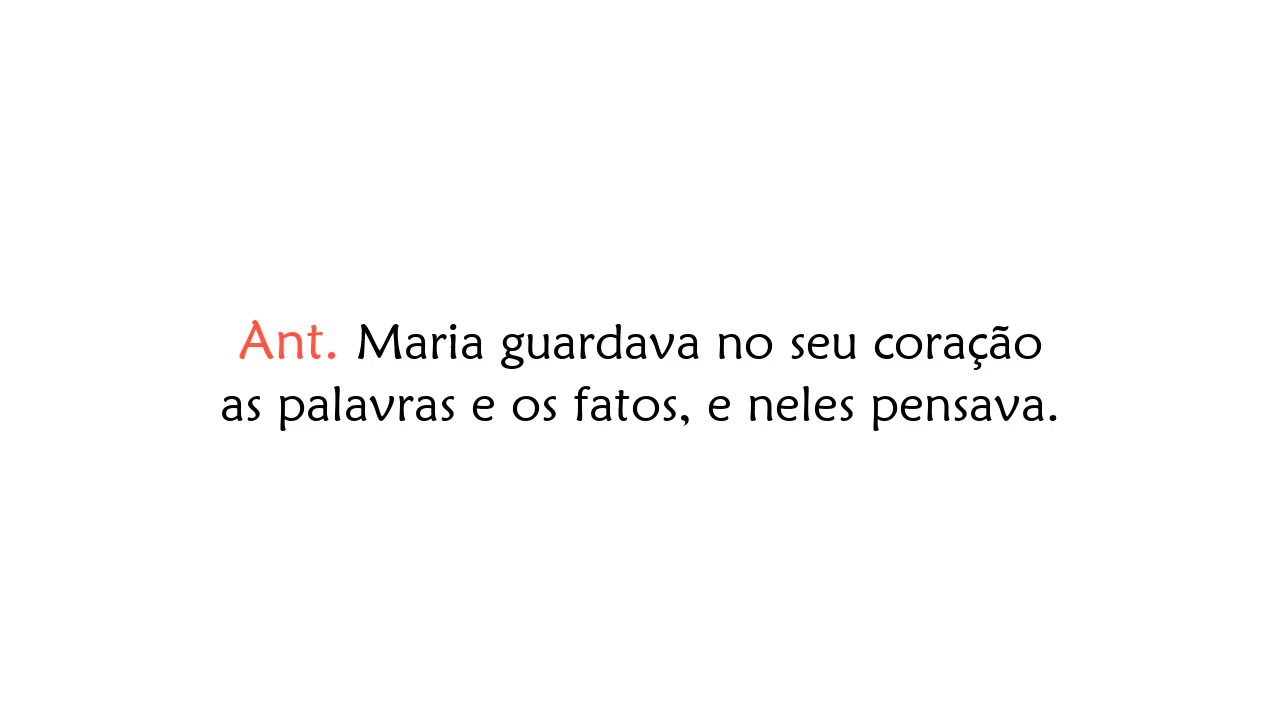 Ant. Maria guardava no seu coração
as palavras e os fatos, e neles pensava.